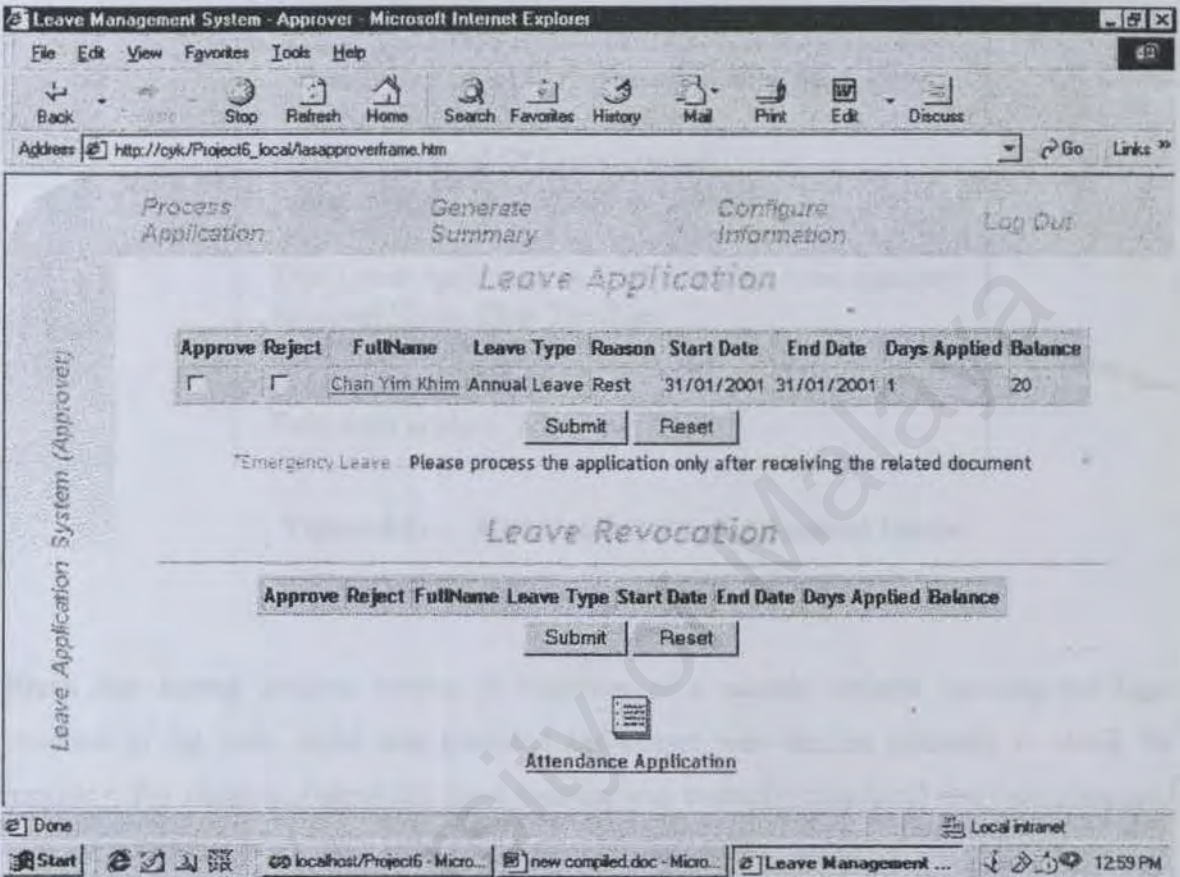 Leave Management System - Approver - Microsoft Internet Explorer
File Edit View Favorites Tools Help
Back Stop Refresh Home Search Favorites History Mail Print Edit Discuss
Address http://cyk/Project6_local/lasapproverframe.htm Go Links »
Process Application Generate Summary Configure Information Log Out
Leave Application System (Approver)
Leave Application
Approve Reject FullName Leave Type Reason Start Date End Date Days Applied Balance
Chan Yim Khim Annual Leave Rest 31/01/2001 31/01/2001 1 20
Submit Reset
*Emergency Leave : Please process the application only after receiving the related document
Leave Revocation
Approve Reject FullName Leave Type Start Date End Date Days Applied Balance
Submit Reset
Attendance Application
Done Local intranet
Start localhost/Project6 - Micro... new compiled.doc - Micro... Leave Management ... 12:59 PM
University of Malaya